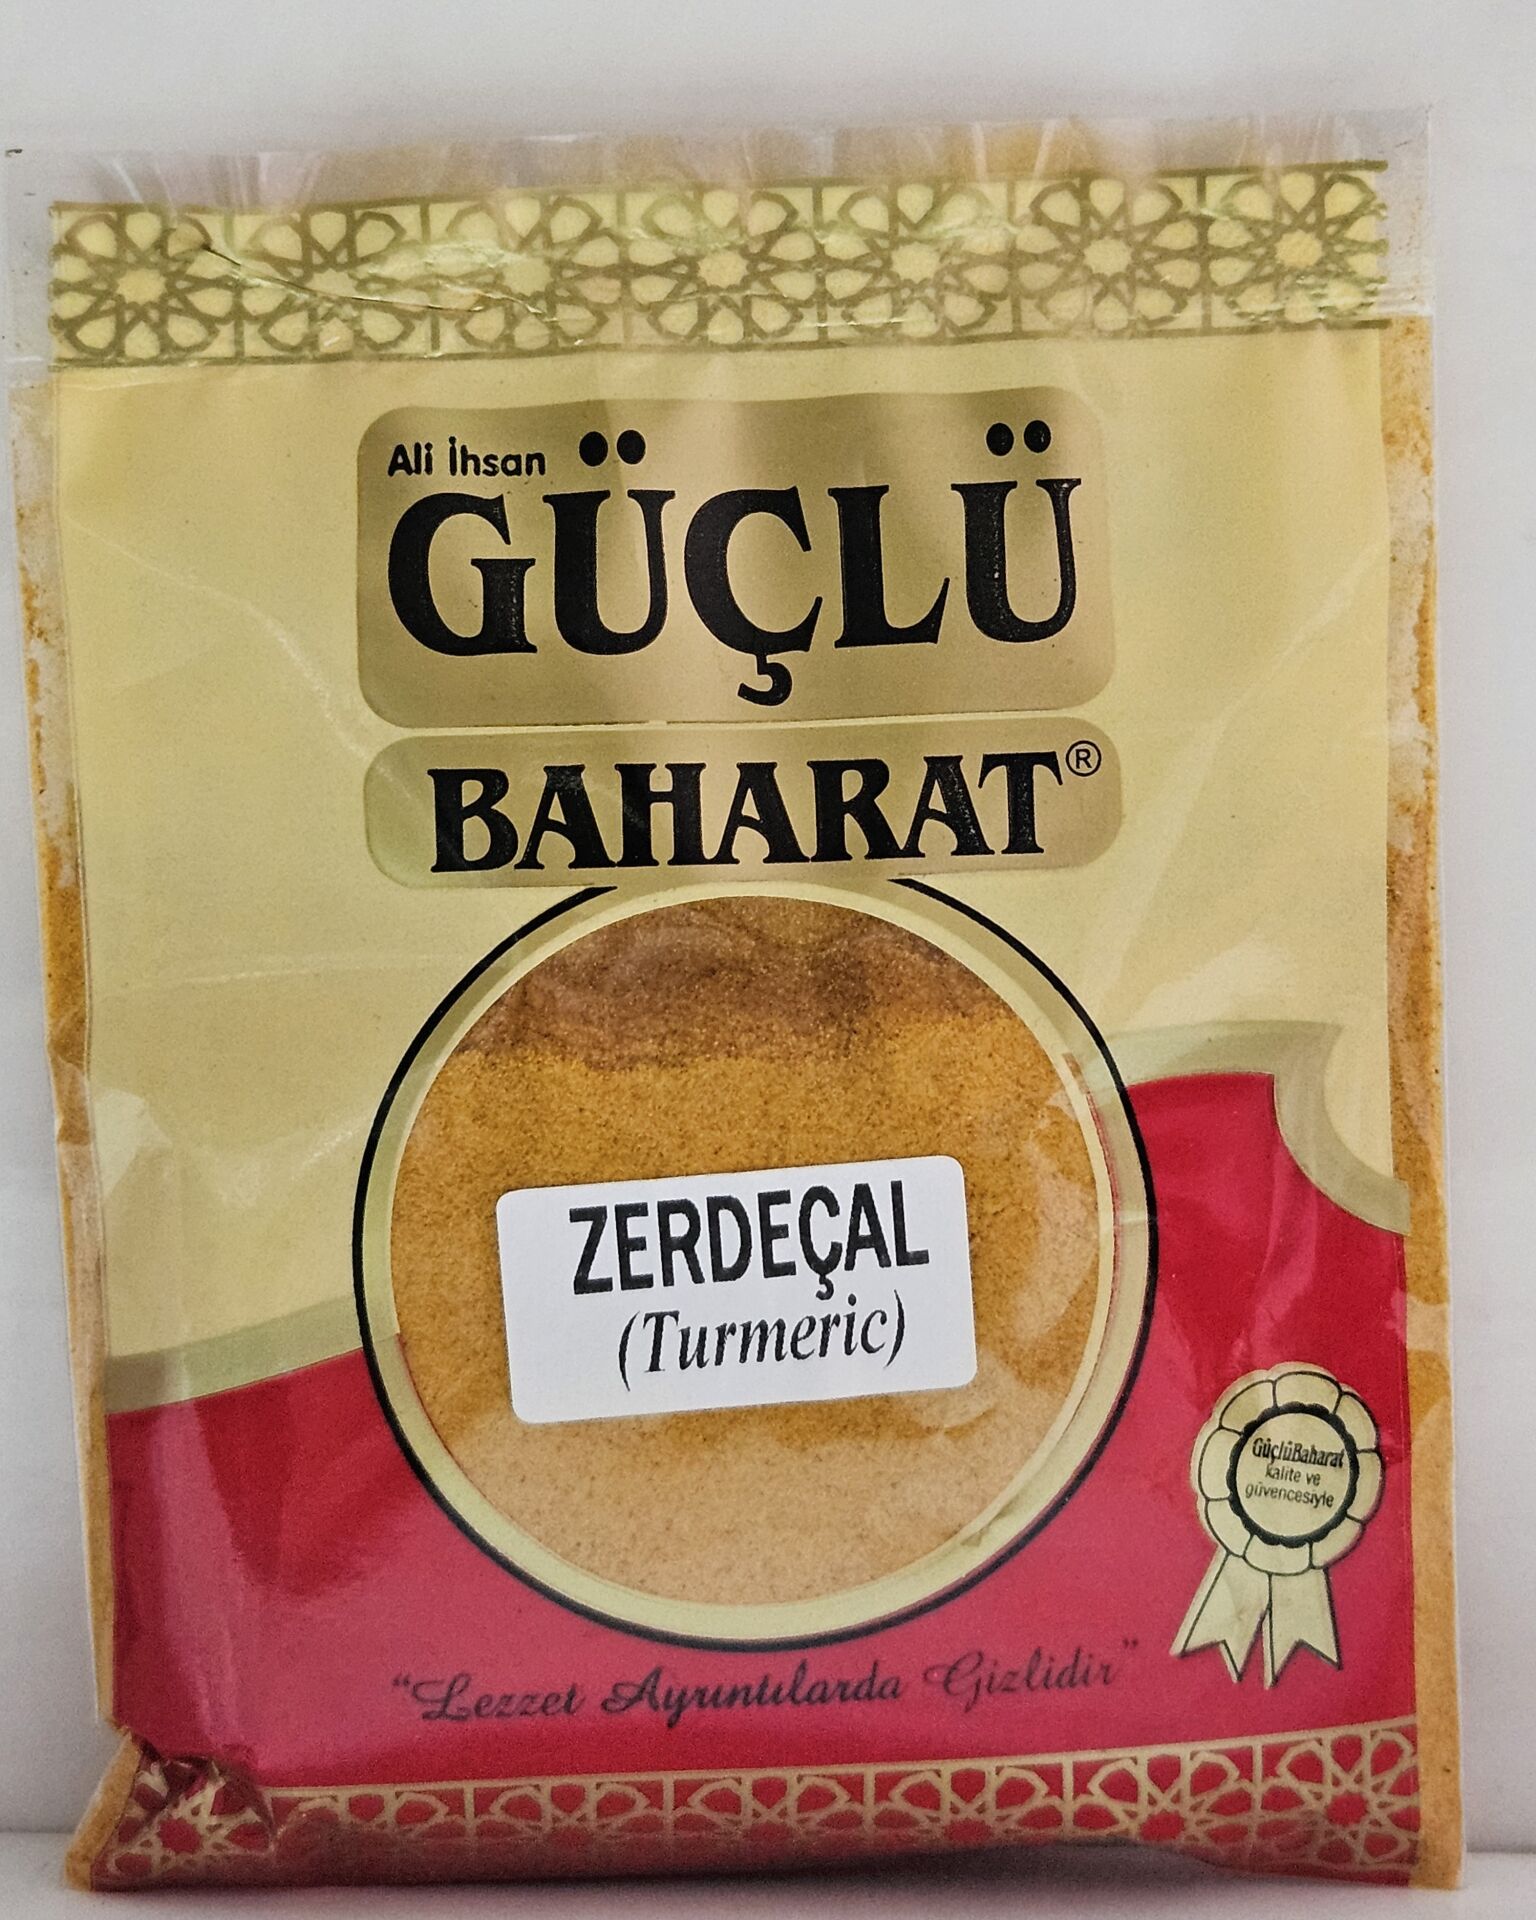 Ali İhsan
GÜÇLÜ
BAHARAT®
ZERDEÇAL
(Turmeric)
GüçlüBaharat
kalite ve
güvencesiyle
"Lezzet Ayrıntılarda Gizlidir"